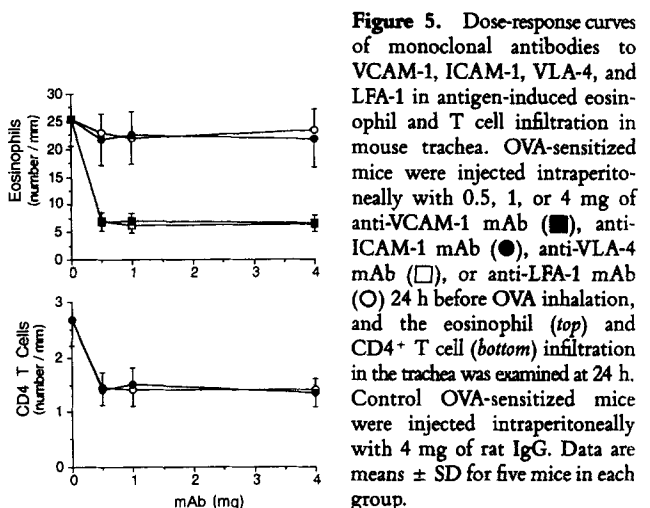 Figure 5. Dose-response curves
of monoclonal antibodies to
VCAM-1, ICAM-1, VLA-4, and
LFA-1 in antigen-induced eosin-
ophil and T cell infiltration in
mouse trachea. OVA-sensitized
mice were injected intraperito-
neally with 0.5, 1, or 4 mg of
anti-VCAM-1 mAb (■), anti-
ICAM-1 mAb (●), anti-VLA-4
mAb (□), or anti-LFA-1 mAb
(○) 24 h before OVA inhalation,
and the eosinophil (top) and
CD4⁺ T cell (bottom) infiltration
in the trachea was examined at 24 h.
Control OVA-sensitized mice
were injected intraperitoneally
with 4 mg of rat IgG. Data are
means ± SD for five mice in each
group.
Eosinophils
(number / mm)
30
25
20
15
10
5
0
0 1 2 3 4
CD4 T Cells
(number / mm)
3
2
1
0
0 1 2 3 4
mAb (mg)